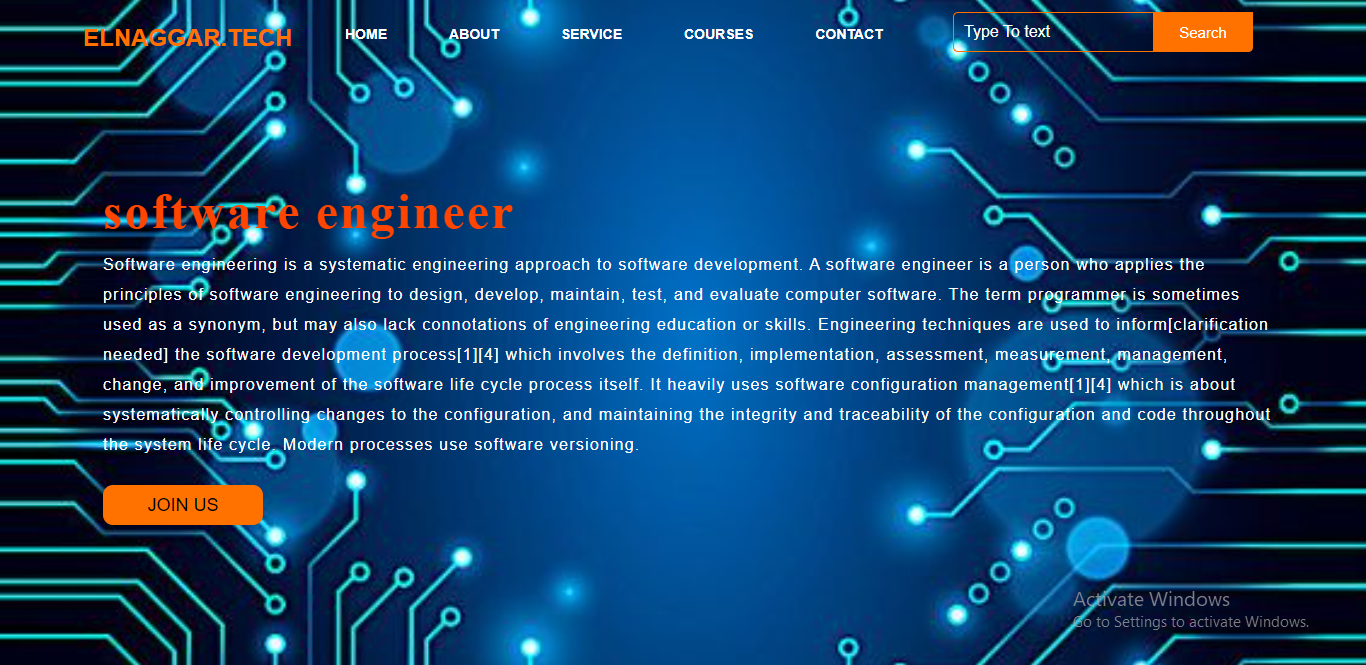 ELNAGGAR.TECH HOME ABOUT SERVICE COURSES CONTACT Type To text Search
software engineer
Software engineering is a systematic engineering approach to software development. A software engineer is a person who applies the
principles of software engineering to design, develop, maintain, test, and evaluate computer software. The term programmer is sometimes
used as a synonym, but may also lack connotations of engineering education or skills. Engineering techniques are used to inform[clarification
needed] the software development process[1][4] which involves the definition, implementation, assessment, measurement, management,
change, and improvement of the software life cycle process itself. It heavily uses software configuration management[1][4] which is about
systematically controlling changes to the configuration, and maintaining the integrity and traceability of the configuration and code throughout
the system life cycle. Modern processes use software versioning.
JOIN US
Activate Windows
Go to Settings to activate Windows.